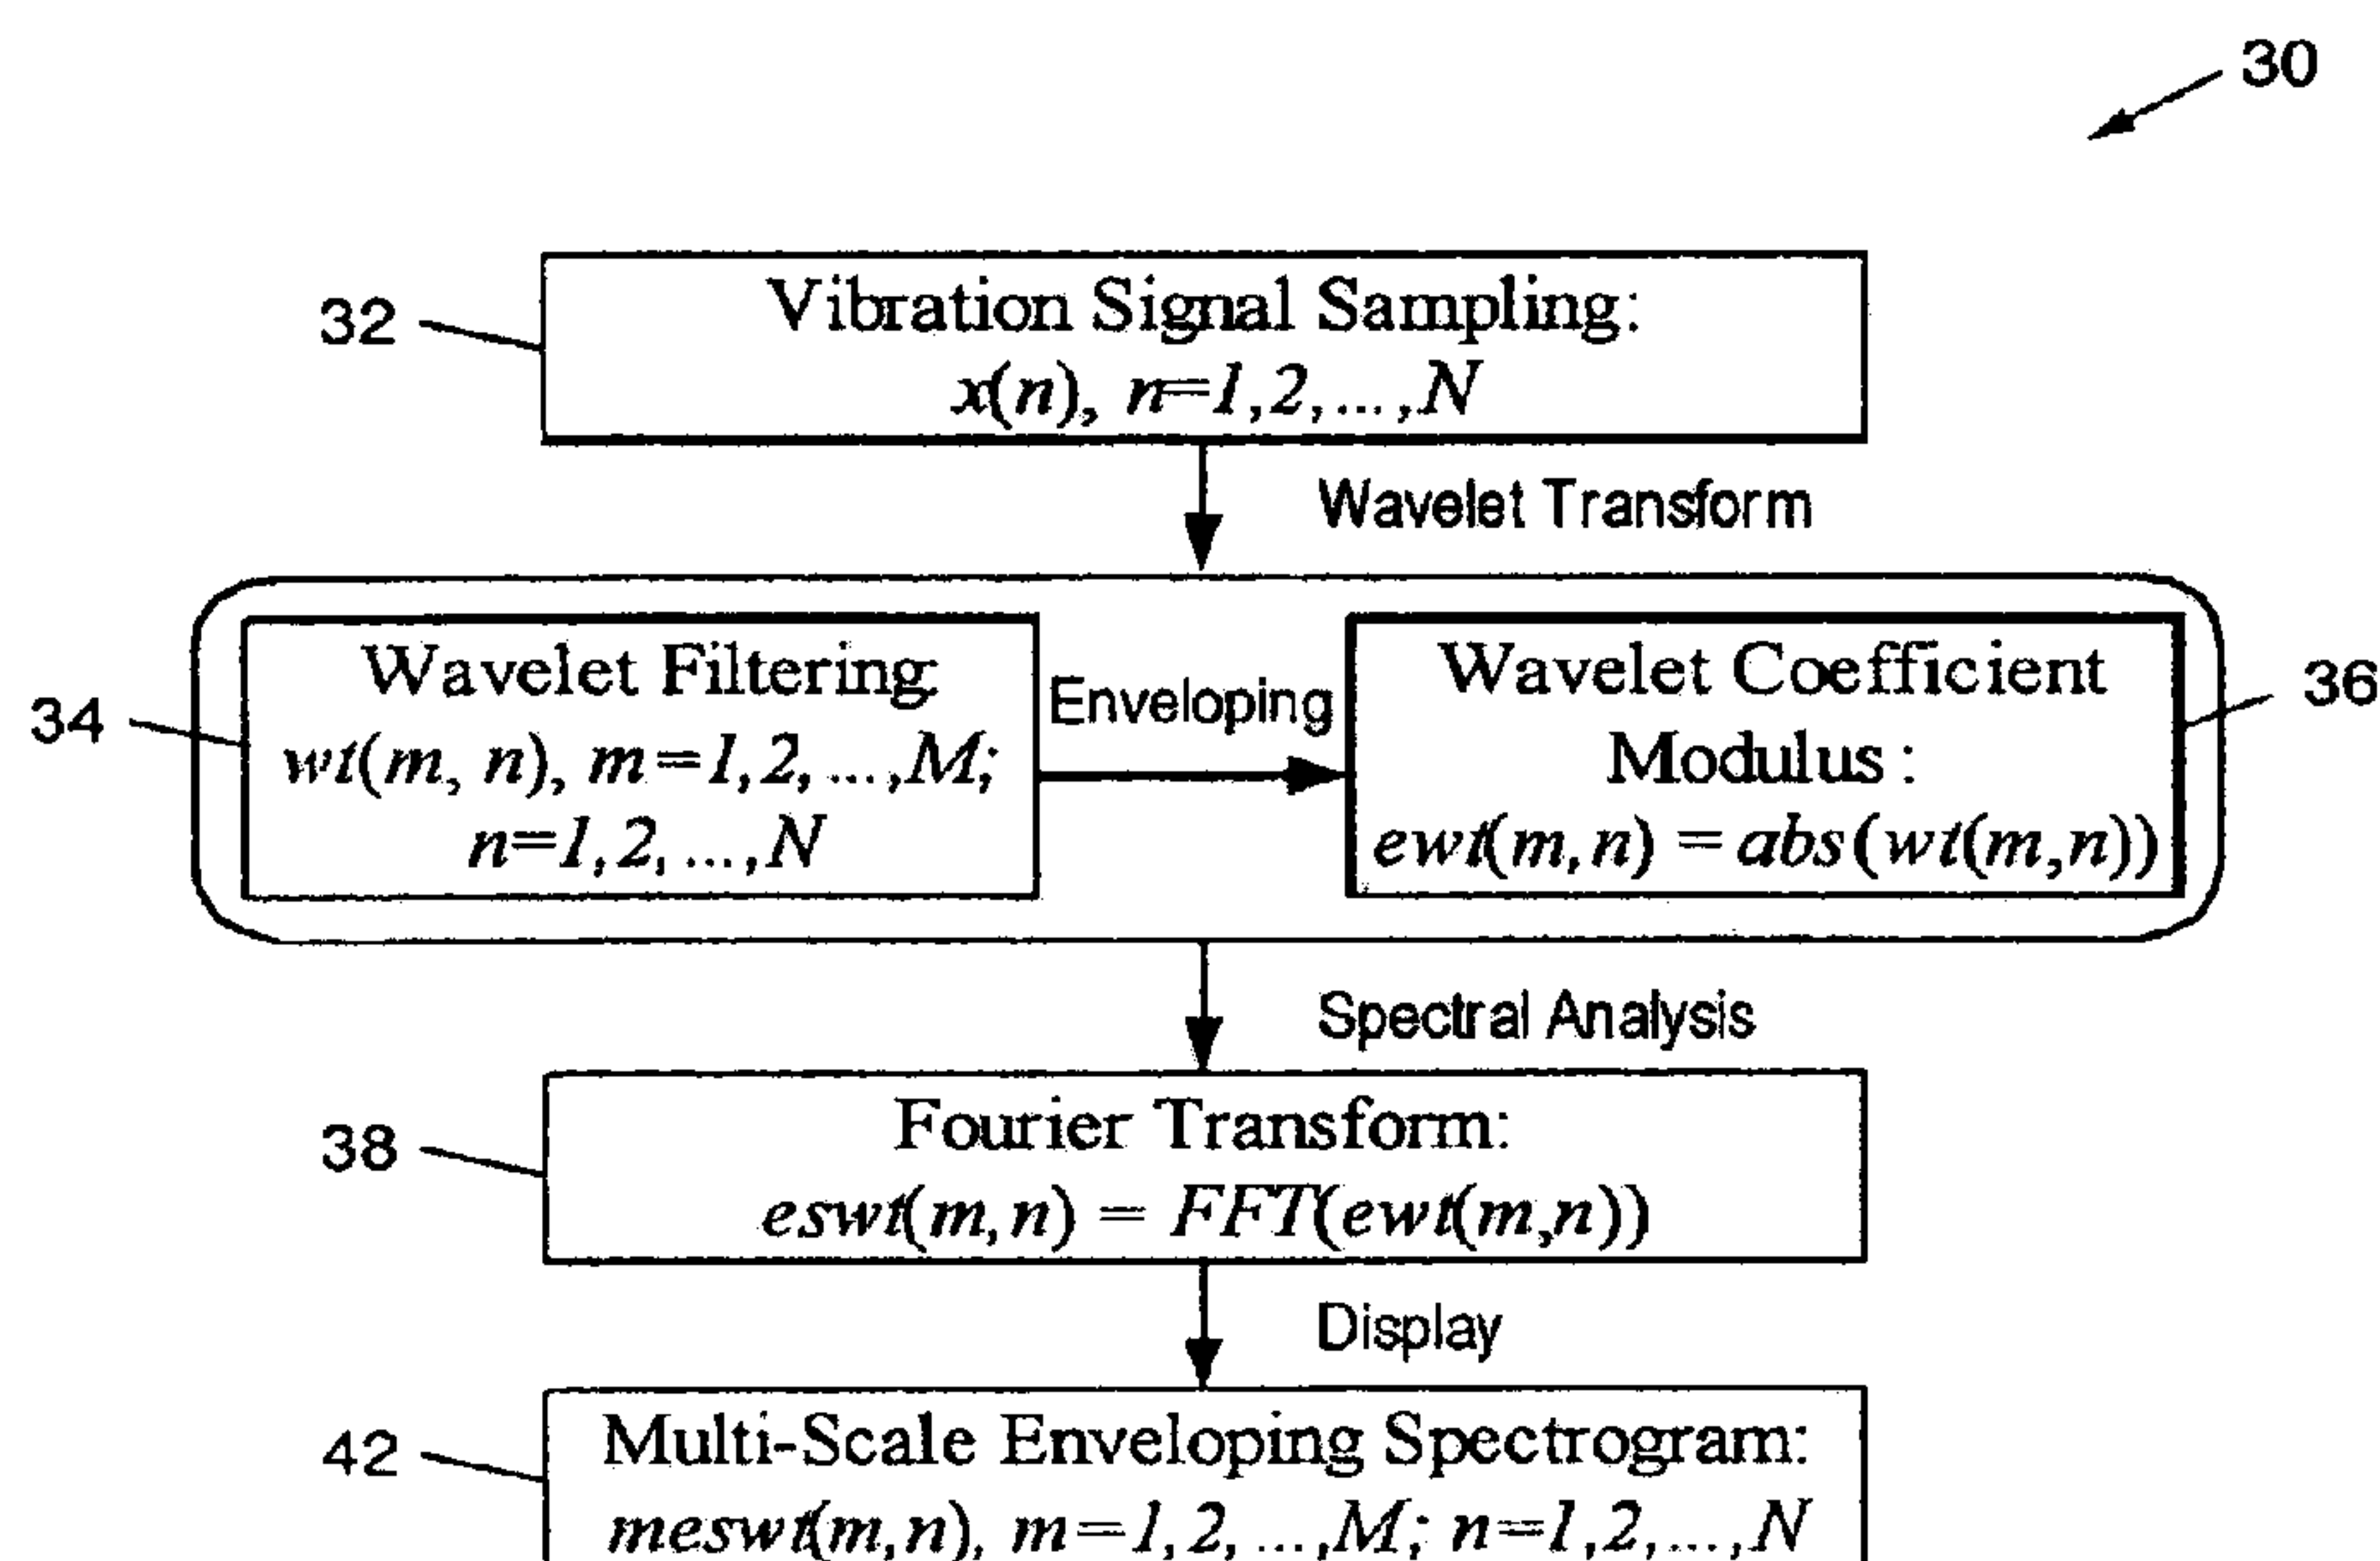 30
32
Vibration Signal Sampling:
x(n), n=1,2,...,N
Wavelet Transform
34
Wavelet Filtering
wt(m, n), m=1,2,...,M;
n=1,2,...,N
Enveloping
Wavelet Coefficient
Modulus :
ewt(m,n) = abs(wt(m,n))
36
Spectral Analysis
38
Fourier Transform:
eswt(m,n) = FFT(ewt(m,n))
Display
42
Multi-Scale Enveloping Spectrogram:
meswt(m,n), m=1,2,...,M; n=1,2,...,N